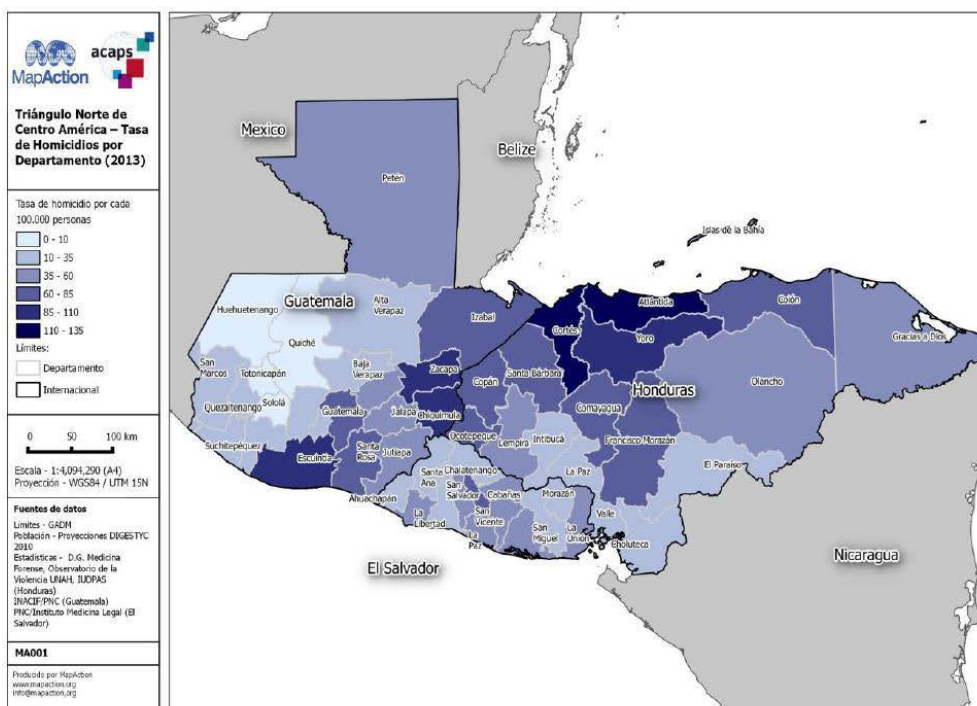 MapAction
acaps
Triángulo Norte de
Centro América – Tasa
de Homicidios por
Departamento (2013)
Tasa de homicidio por cada
100.000 personas
0 - 10
10 - 35
35 - 60
60 - 85
85 - 110
110 - 135
Límites:
Departamento
Internacional
0 50 100 km
Escala - 1:4,094,290 (A4)
Proyección - WGS84 / UTM 15N
Fuentes de datos
Limites - GADM
Población - Proyecciones DIGESTYC
2010
Estadísticas - D.G. Medicina
Forense, Observatorio de la
Violencia UNAH, IUDPAS
(Honduras)
INACIF/PNC (Guatemala)
PNC/Instituto Medicina Legal (El
Salvador)
MA001
Producido por MapAction
www.mapaction.org
info@mapaction.org
Mexico
Belize
Petén
Islas de la Bahía
Guatemala
Huehuetenango
Alta
Verapaz
Izabal
Atlántida
Colón
Cortés
Yoro
Gracias a Dios
Quiché
San
Marcos
Totonicapán
Baja
Verapaz
Zacapa
Copán
Santa Bárbara
Honduras
Olancho
Quezaltenango
Sololá
Guatemala
Jalapa
Chiquimula
Comayagua
Suchitepéquez
Escuintla
Santa
Rosa
Jutiapa
Ocotepeque
Lempira
Intibucá
Francisco Morazán
La Paz
El Paraíso
Santa
Ana
Chalatenango
Ahuachapán
San
Salvador
Cabañas
Morazán
Valle
La
Libertad
San
Vicente
La
Paz
San
Miguel
La
Unión
Choluteca
El Salvador
Nicaragua